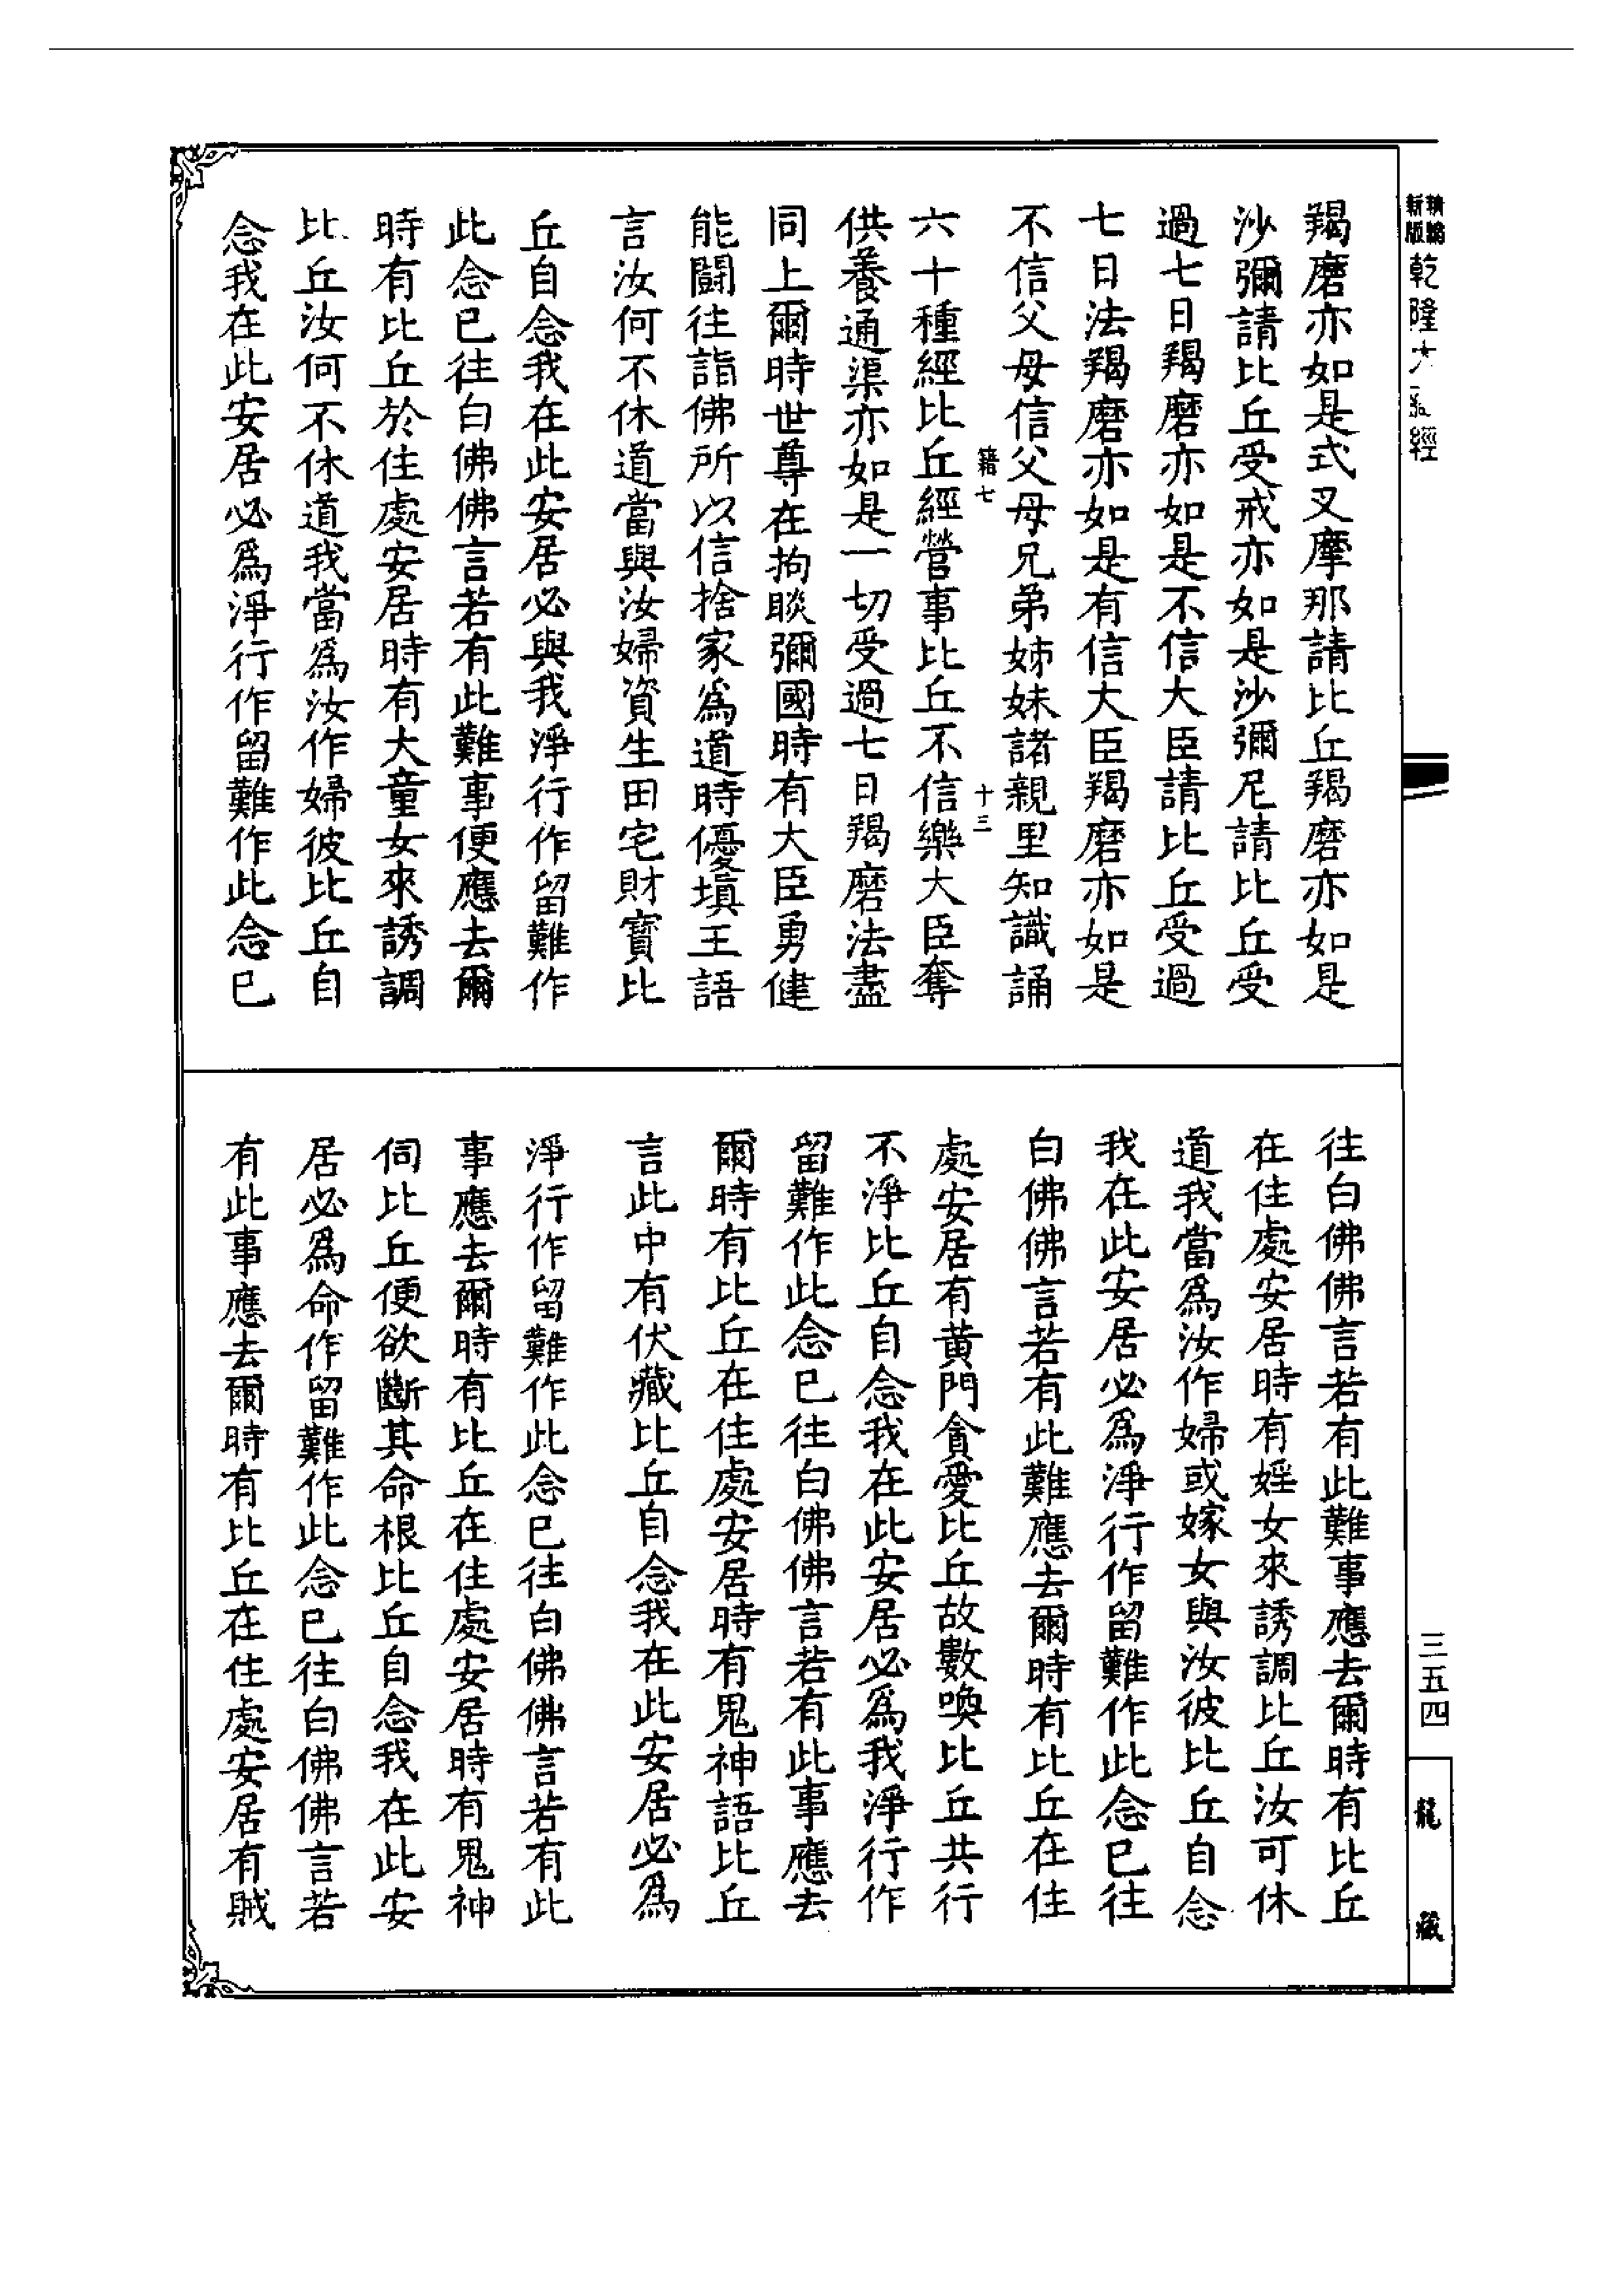 新版
乾隆大藏經
羯磨亦如是式叉摩那請比丘羯磨亦如是
沙彌請比丘受戒亦如是沙彌尼請比丘受
過七日羯磨亦如是不信大臣請比丘受過
七日法羯磨亦如是有信大臣羯磨亦如是
不信父母信父母兄弟姊妹諸親里知識誦
籍七
十三
六十種經比丘經營事比丘不信樂大臣奪
供養通渠亦如是一切受過七日羯磨法盡
同上爾時世尊在拘睒彌國時有大臣勇健
能鬪往詣佛所以信捨家為道時優填王語
言汝何不休道當與汝婦資生田宅財寶比
丘自念我在此安居必與我淨行作留難作
此念已往白佛佛言若有此難事便應去爾
時有比丘於住處安居時有大童女來誘調
比丘汝何不休道我當為汝作婦彼比丘自
念我在此安居必為淨行作留難作此念已
往白佛佛言若有此難事應去爾時有比丘
在住處安居時有婬女來誘調比丘汝可休
道我當為汝作婦或嫁女與汝彼比丘自念
我在此安居必為淨行作留難作此念已往
白佛佛言若有此難應去爾時有比丘在住
處安居有黃門貪愛比丘故數喚比丘共行
不淨比丘自念我在此安居必為我淨行作
留難作此念已往白佛佛言若有此事應去
爾時有比丘在住處安居時有鬼神語比丘
言此中有伏藏比丘自念我在此安居必為
淨行作留難作此念已往白佛佛言若有此
事應去爾時有比丘在住處安居時有鬼神
伺比丘便欲斷其命根比丘自念我在此安
居必為命作留難作此念已往白佛佛言若
有此事應去爾時有比丘在住處安居有賊
三五四
龍藏